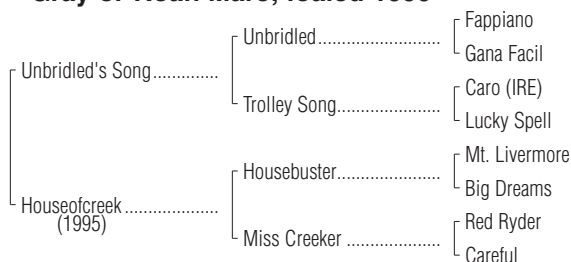 Gray or Roan Mare; foaled
Fappiano
Unbridled
Gana Facil
Unbridled's Song
Caro (IRE)
Trolley Song
Lucky Spell
Mt. Livermore
Housebuster
Big Dreams
Houseofcreek
(1995)
Red Ryder
Miss Creeker
Careful